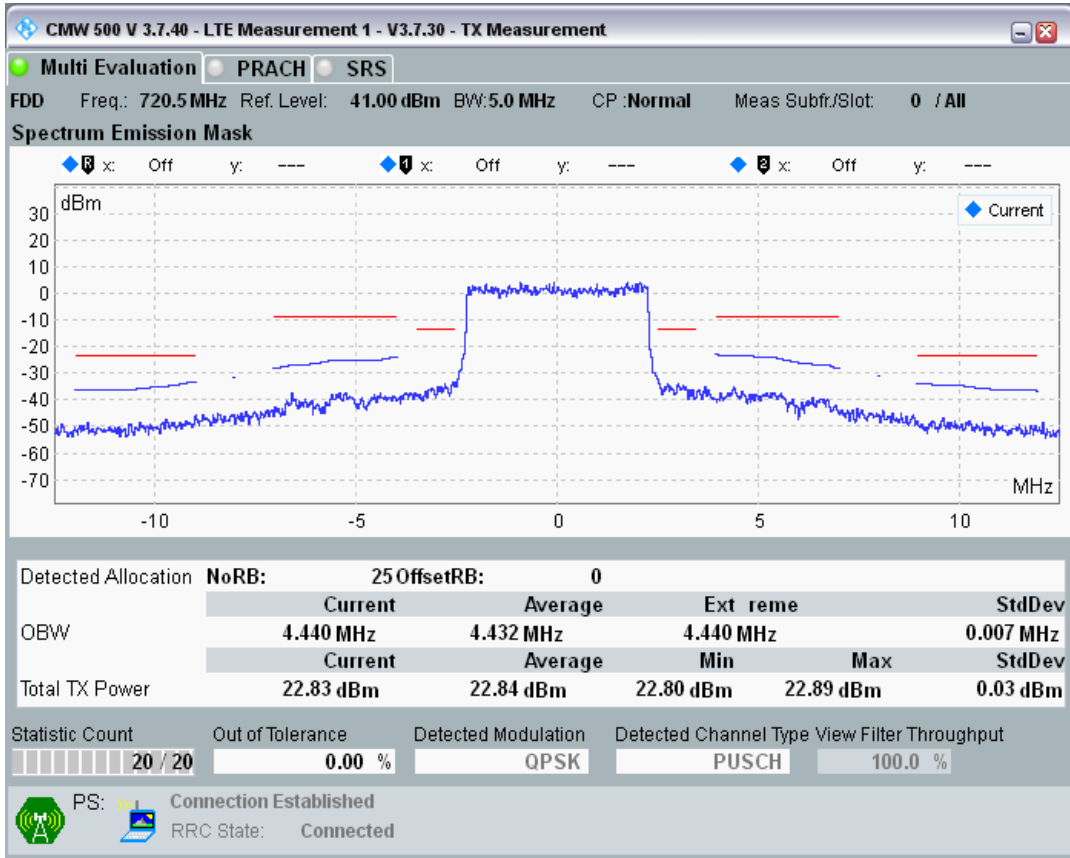 CMW 500 V 3.7.40 - LTE Measurement 1 - V3.7.30 - TX Measurement
Multi Evaluation PRACH SRS
FDD Freq.: 720.5 MHz Ref. Level: 41.00 dBm BW: 5.0 MHz CP :Normal Meas Subfr./Slot: 0 / All
Spectrum Emission Mask
R x: Off y: --- 1 x: Off y: --- 2 x: Off y: ---
dBm
Current
30
20
10
0
-10
-20
-30
-40
-50
-60
-70
MHz
-10 -5 0 5 10
Detected Allocation NoRB: 25 OffsetRB: 0
Current Average Ext reme StdDev
OBW 4.440 MHz 4.432 MHz 4.440 MHz 0.007 MHz
Current Average Min Max StdDev
Total TX Power 22.83 dBm 22.84 dBm 22.80 dBm 22.89 dBm 0.03 dBm
Statistic Count Out of Tolerance Detected Modulation Detected Channel Type View Filter Throughput
20 / 20 0.00 % QPSK PUSCH 100.0 %
PS: Connection Established
RRC State: Connected